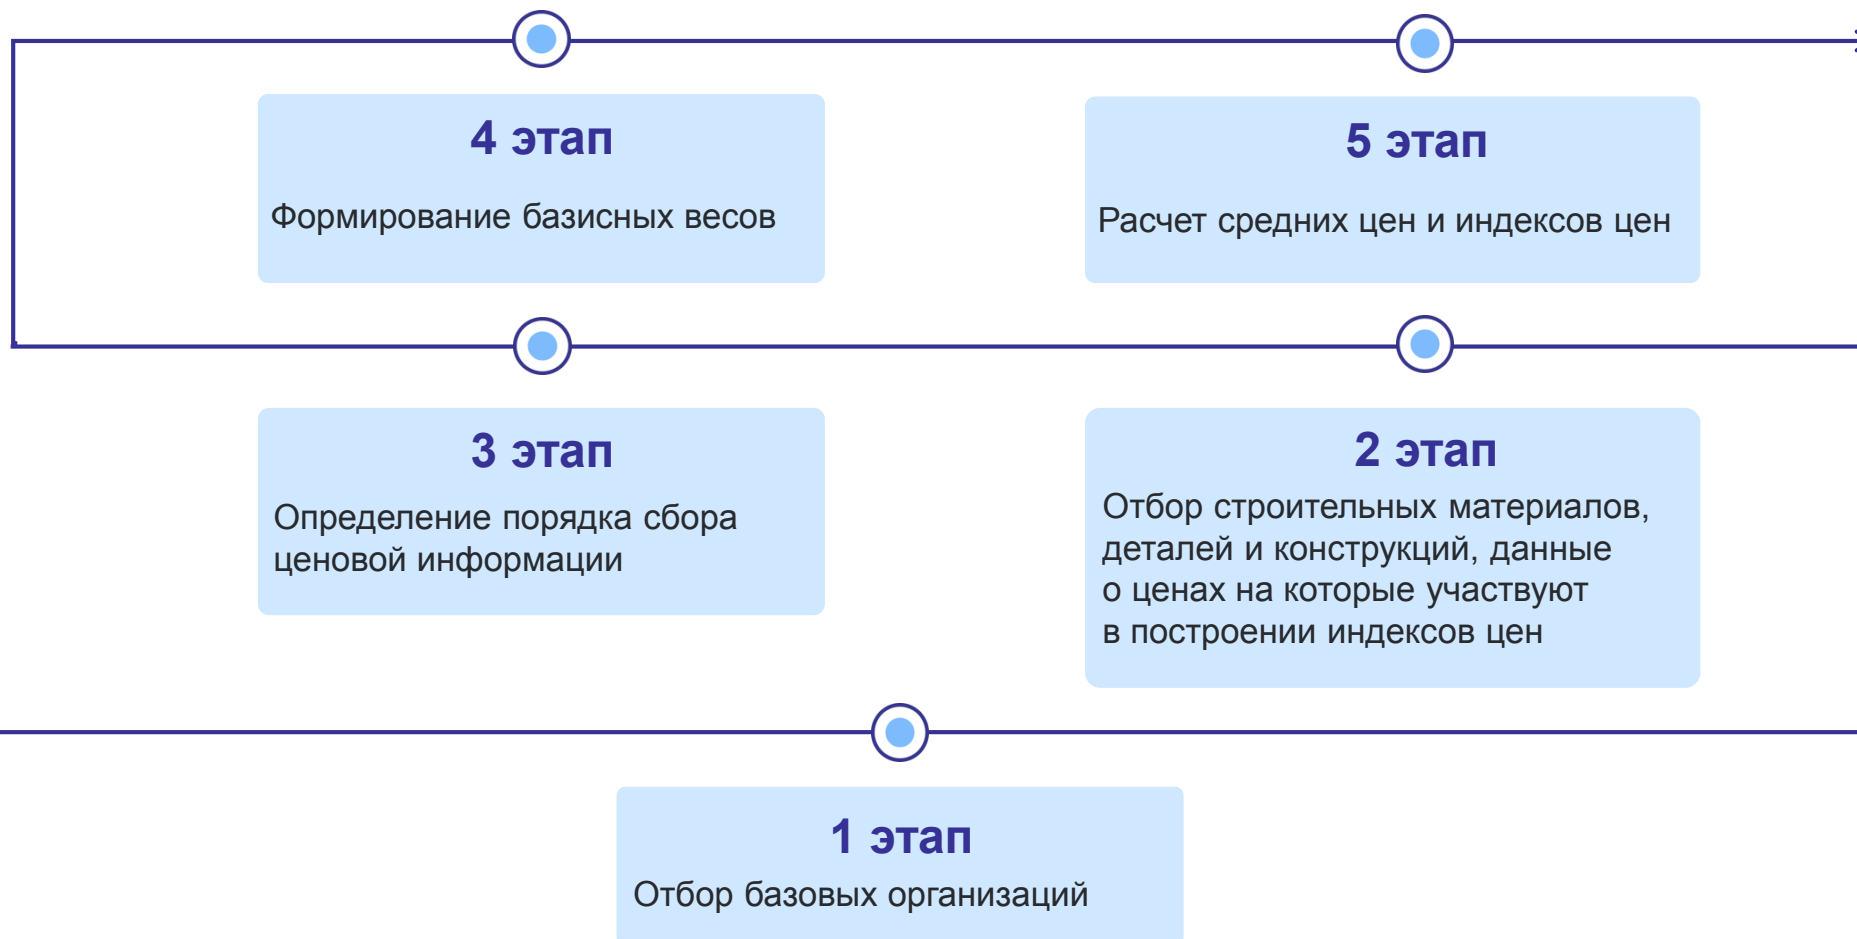 4 этап
Формирование базисных весов
5 этап
Расчет средних цен и индексов цен
3 этап
Определение порядка сбора
ценовой информации
2 этап
Отбор строительных материалов,
деталей и конструкций, данные
о ценах на которые участвуют
в построении индексов цен
1 этап
Отбор базовых организаций